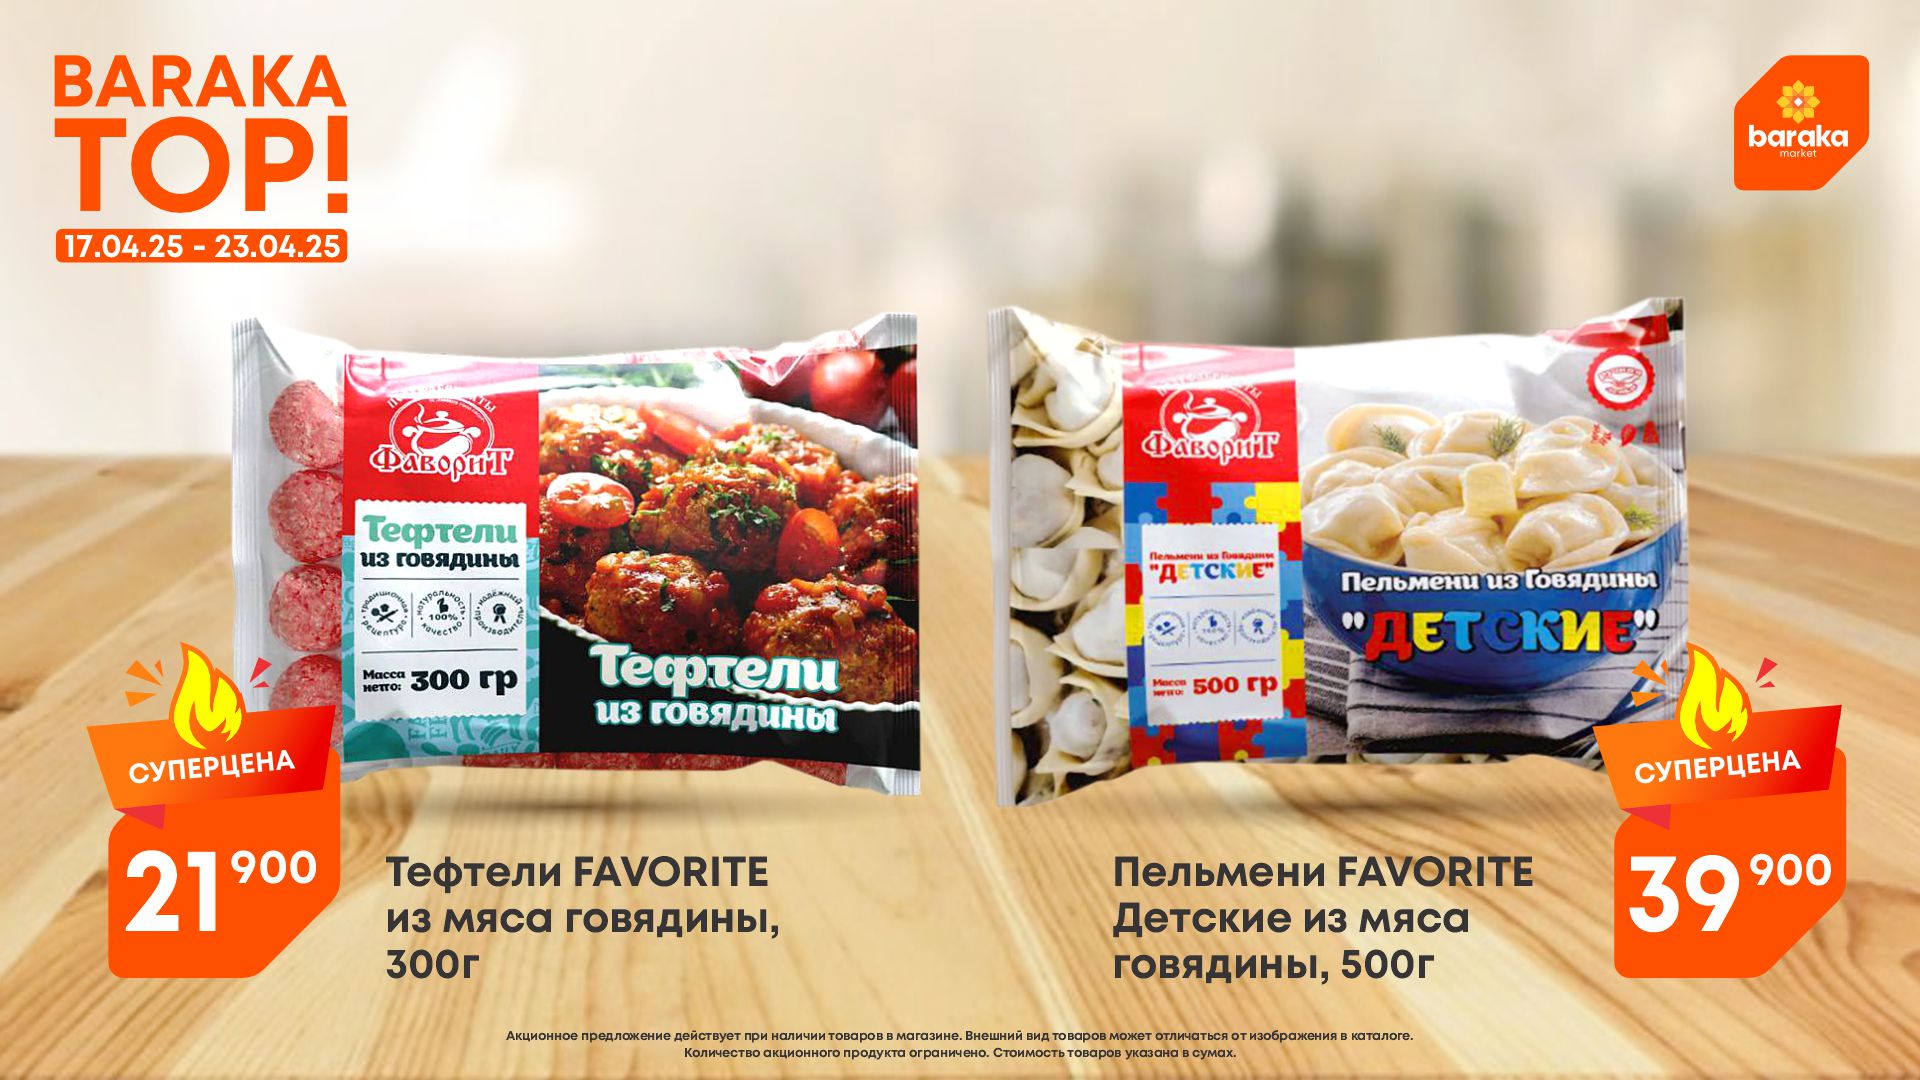 BARAKA
TOP!
17.04.25 - 23.04.25
baraka
market
ФавориТ
Тефтели
из говядины
100%
Масса
нетто: 300 гр
Тефтели
из говядины
ФавориТ
Пельмени из Говядины
"ДЕТСКИЕ"
100%
Масса
нетто: 500 гр
Пельмени из Говядины
"ДЕТСКИЕ"
СУПЕРЦЕНА
21 900
Тефтели FAVORITE
из мяса говядины,
300г
СУПЕРЦЕНА
39 900
Пельмени FAVORITE
Детские из мяса
говядины, 500г
Акционное предложение действует при наличии товаров в магазине. Внешний вид товаров может отличаться от изображения в каталоге.
Количество акционного продукта ограничено. Стоимость товаров указана в сумах.